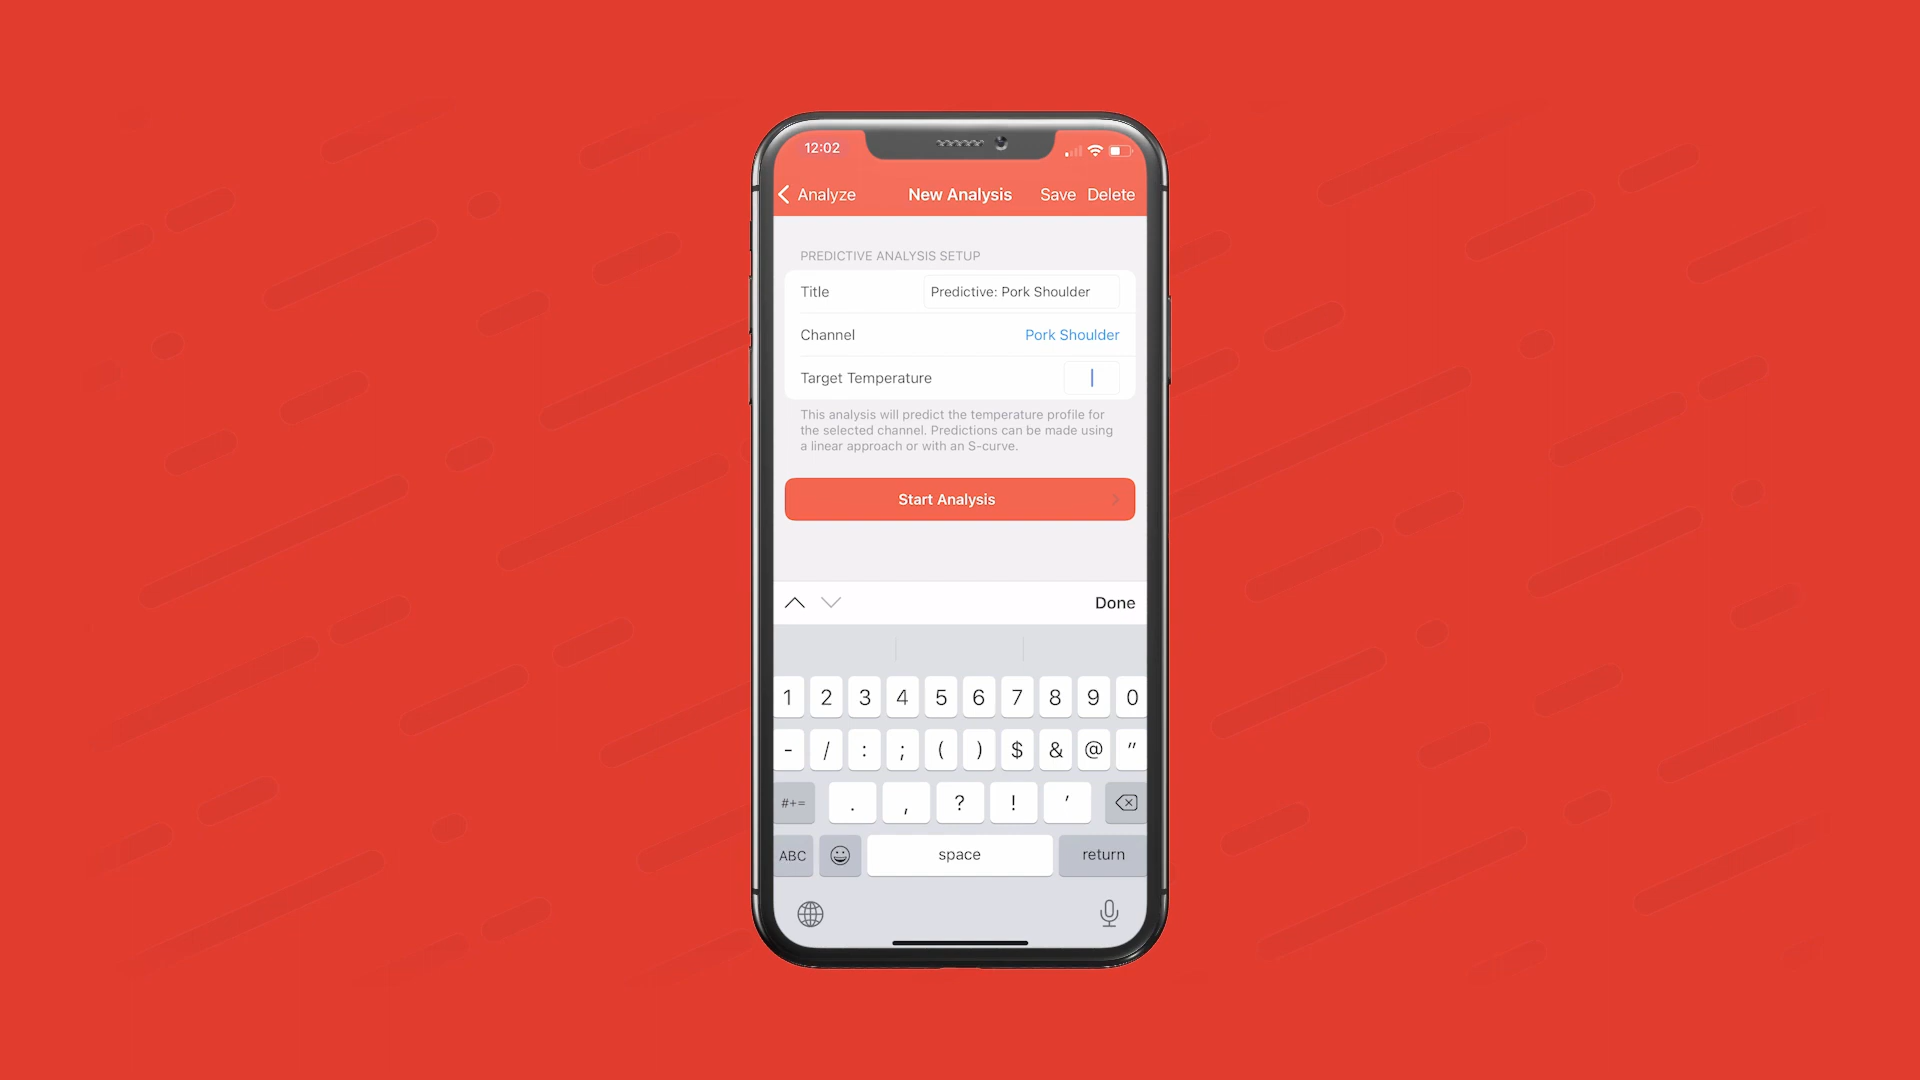 12:02
Analyze New Analysis Save Delete
PREDICTIVE ANALYSIS SETUP
Title Predictive: Pork Shoulder
Channel Pork Shoulder
Target Temperature
This analysis will predict the temperature profile for
the selected channel. Predictions can be made using
a linear approach or with an S-curve.
Start Analysis
Done
1 2 3 4 5 6 7 8 9 0
- / : ; ( ) $ & @ "
#+= . , ? ! '
ABC space return